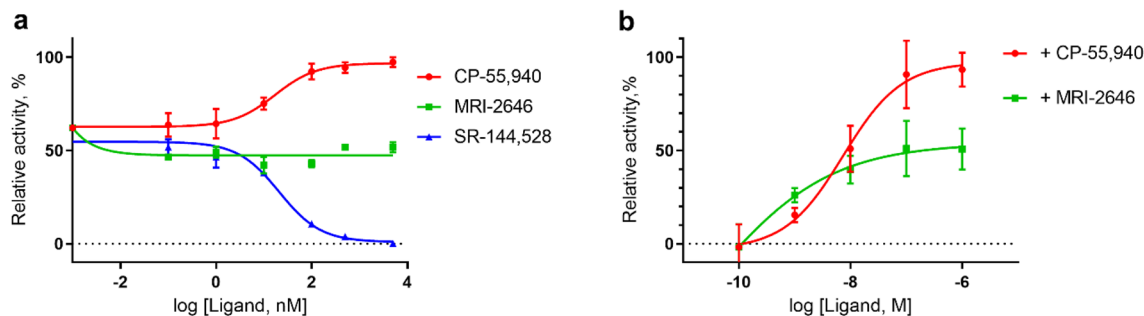 a
Relative activity, %
100
50
0
-2
0
2
4
log [Ligand, nM]
CP-55,940
MRI-2646
SR-144,528
b
Relative activity,%
100
50
0
-10
-8
-6
log [Ligand, M]
+ CP-55,940
+ MRI-2646